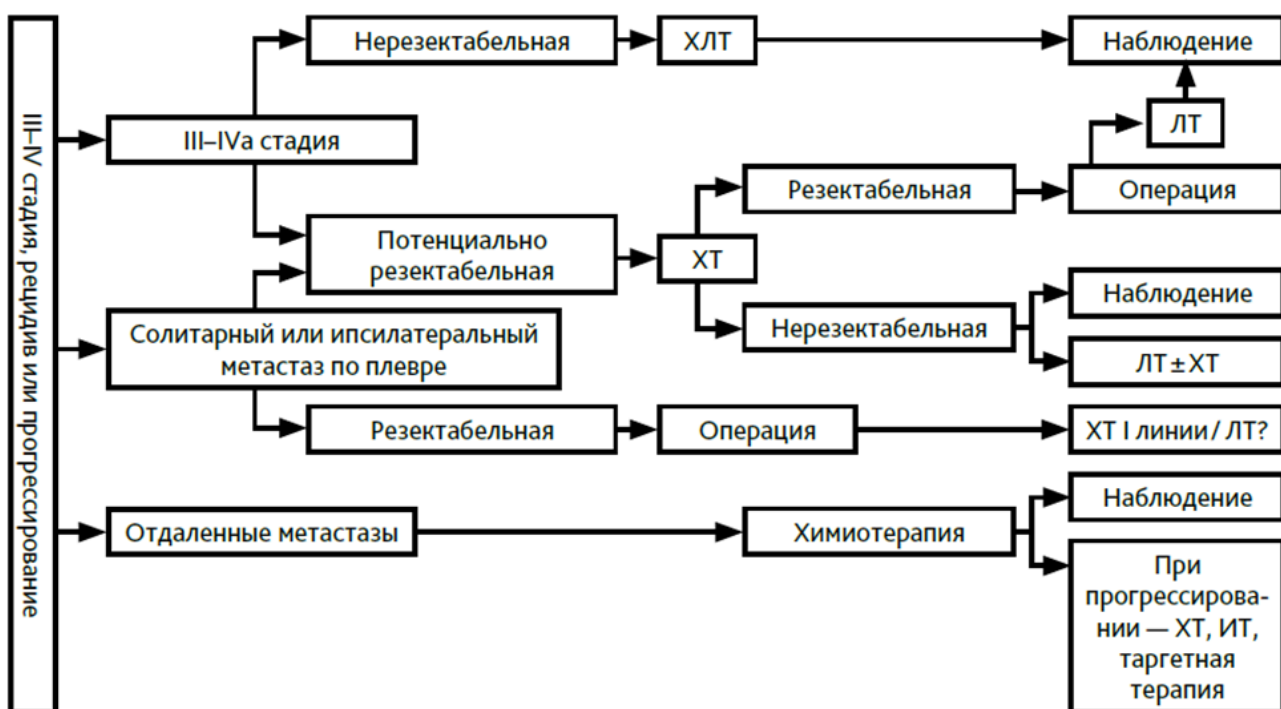 III–IV стадия, рецидив или прогрессирование
Нерезектабельная
ХЛТ
Наблюдение
III–IVа стадия
ЛТ
Резектабельная
Операция
Потенциально
резектабельная
ХТ
Наблюдение
Нерезектабельная
ЛТ ± ХТ
Солитарный или ипсилатеральный
метастаз по плевре
Резектабельная
Операция
ХТ I линии / ЛТ?
Отдаленные метастазы
Химиотерапия
Наблюдение
При
прогрессирова-
нии — ХТ, ИТ,
таргетная
терапия